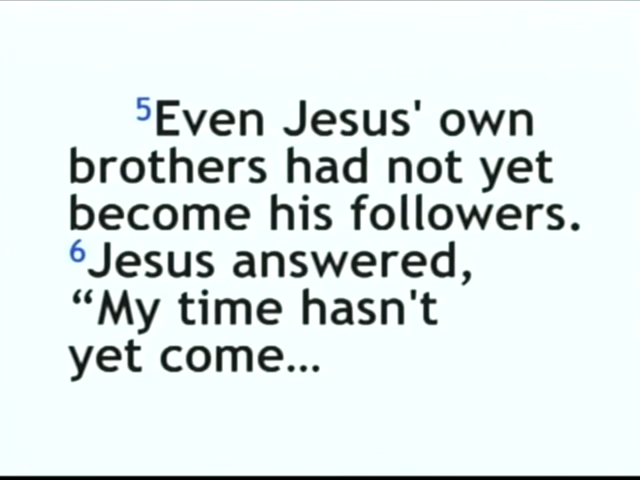 5Even Jesus' own
brothers had not yet
become his followers.
6Jesus answered,
“My time hasn't
yet come...